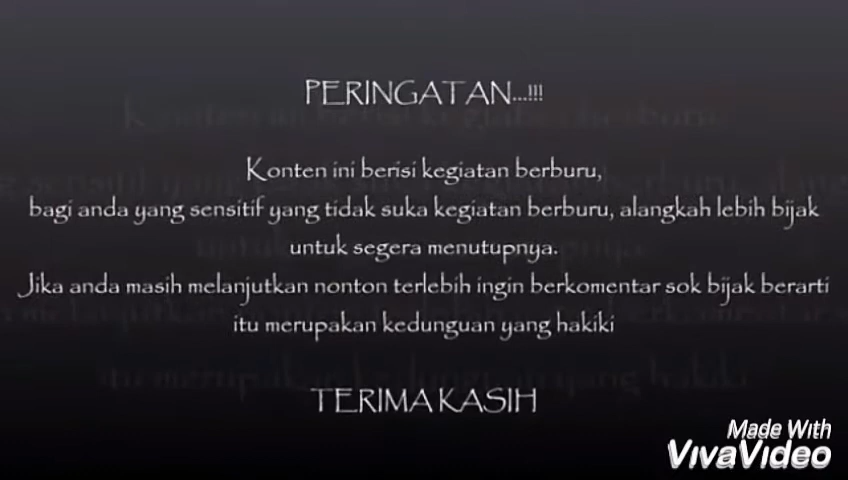 PERINGATAN...!!!
Konten ini berisi kegiatan berburu,
bagi anda yang sensitif yang tidak suka kegiatan berburu, alangkah lebih bijak
untuk segera menutupnya.
Jika anda masih melanjutkan nonton terlebih ingin berkomentar sok bijak berarti
itu merupakan kedunguan yang hakiki
TERIMA KASIH
Made With
VivaVideo